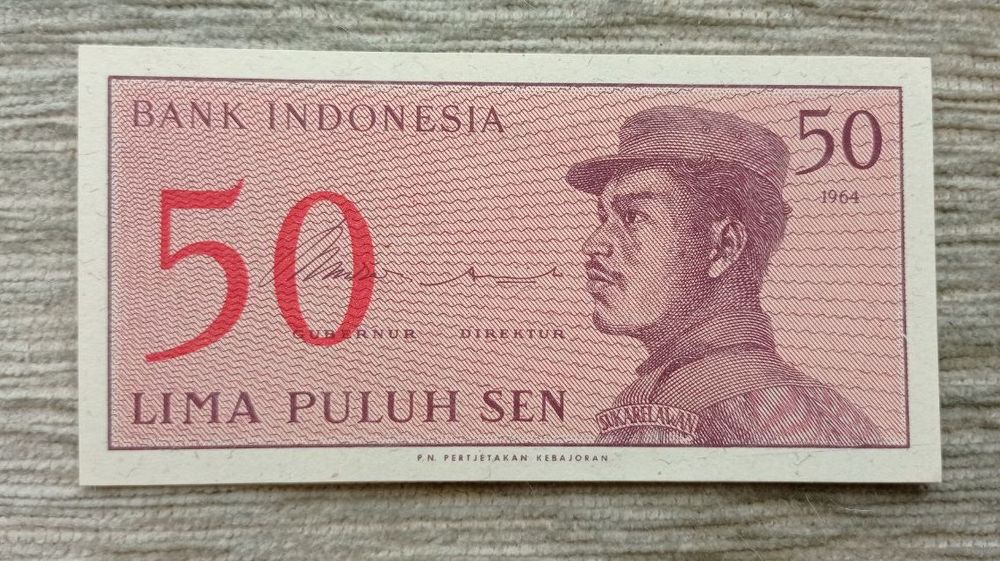 BANK INDONESIA
50
1964
50
GUBERNUR DIREKTUR
LIMA PULUH SEN
SUKARELAWAN
P.N. PERTJETAKAN KEBAJORAN